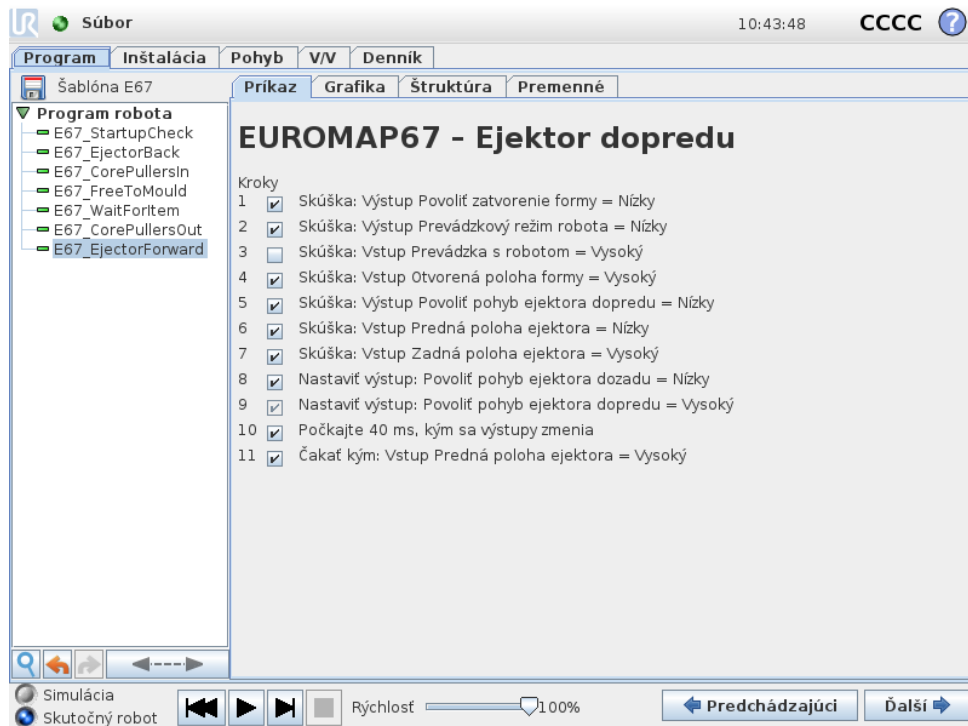 UR Súbor 10:43:48 CCCC ?
Program Inštalácia Pohyb V/V Denník
Šablóna E67 Príkaz Grafika Štruktúra Premenné
Program robota
E67_StartupCheck
E67_EjectorBack
E67_CorePullersIn
E67_FreeToMould
E67_WaitForItem
E67_CorePullersOut
E67_EjectorForward
EUROMAP67 – Ejektor dopredu
Kroky
1 Skúška: Výstup Povoliť zatvorenie formy = Nízky
2 Skúška: Výstup Prevádzkový režim robota = Nízky
3 Skúška: Vstup Prevádzka s robotom = Vysoký
4 Skúška: Vstup Otvorená poloha formy = Vysoký
5 Skúška: Výstup Povoliť pohyb ejektora dopredu = Nízky
6 Skúška: Vstup Predná poloha ejektora = Nízky
7 Skúška: Vstup Zadná poloha ejektora = Vysoký
8 Nastaviť výstup: Povoliť pohyb ejektora dozadu = Nízky
9 Nastaviť výstup: Povoliť pohyb ejektora dopredu = Vysoký
10 Počkajte 40 ms, kým sa výstupy zmenia
11 Čakať kým: Vstup Predná poloha ejektora = Vysoký
Simulácia
Skutočný robot
Rýchlosť 100% Predchádzajúci Ďalší